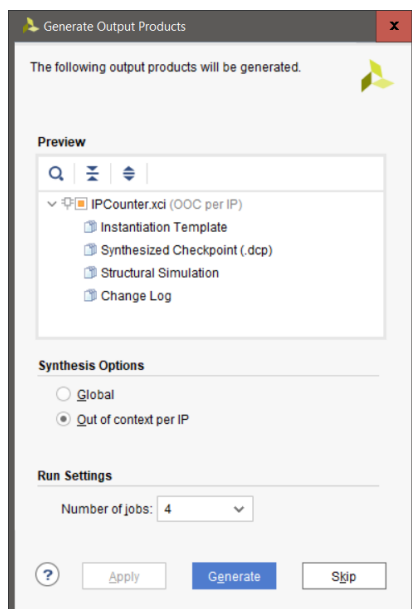 Generate Output Products
x
The following output products will be generated.
Preview
IPCounter.xci (OOC per IP)
Instantiation Template
Synthesized Checkpoint (.dcp)
Structural Simulation
Change Log
Synthesis Options
Global
Out of context per IP
Run Settings
Number of jobs: 4
? Apply Generate Skip